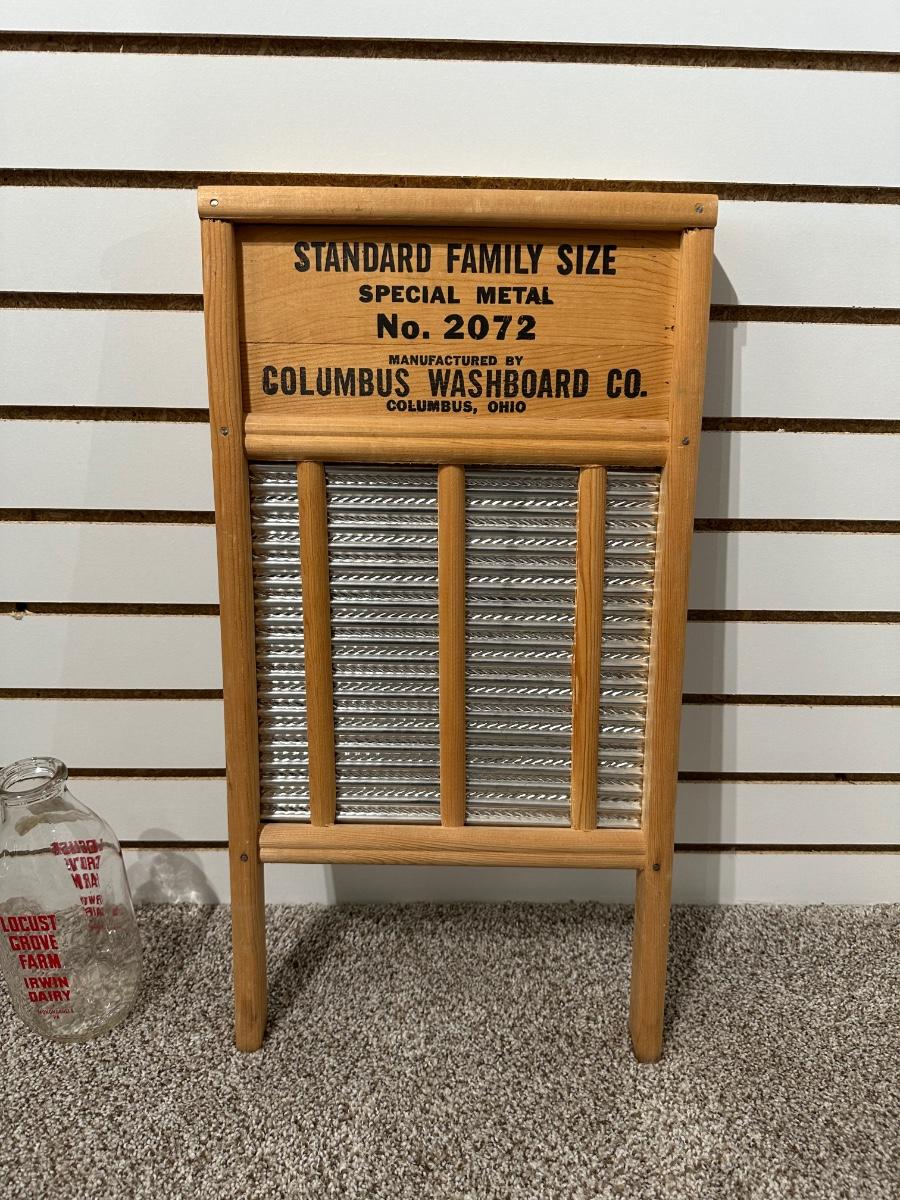 STANDARD FAMILY SIZE
SPECIAL METAL
No. 2072
MANUFACTURED BY
COLUMBUS WASHBOARD CO.
COLUMBUS, OHIO
LOCUST
GROVE
FARM
IRWIN
DAIRY